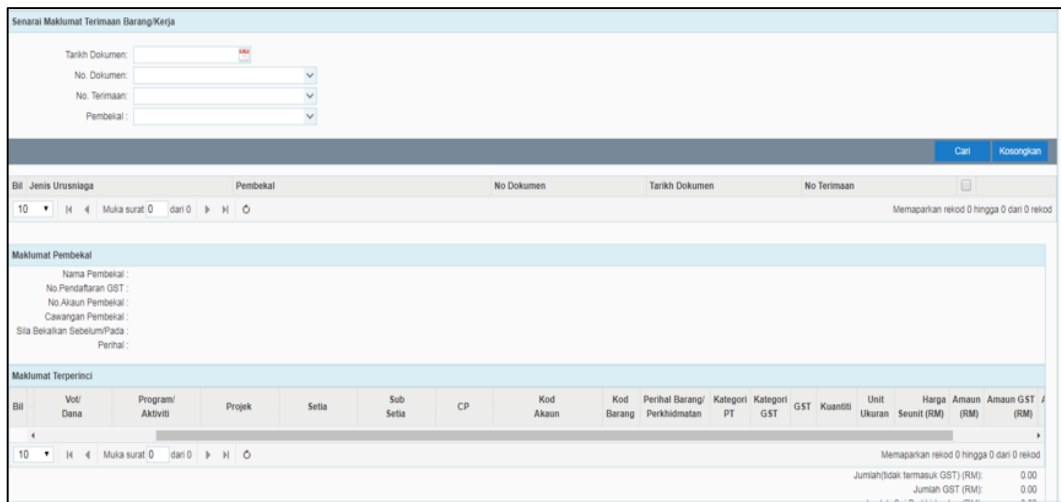 Senarai Maklumat Terimaan Barang/Kerja
Tarikh Dokumen:
No. Dokumen:
No. Terimaan:
Pembekal :
Cari Kosongkan
Bil Jenis Urusniaga Pembekal No Dokumen Tarikh Dokumen No Terimaan
10 Muka surat 0 dari 0 Memaparkan rekod 0 hingga 0 dari 0 rekod
Maklumat Pembekal
Nama Pembekal :
No.Pendaftaran GST :
No.Akaun Pembekal :
Cawangan Pembekal :
Sila Bekalkan Sebelum/Pada :
Perihal :
Maklumat Terperinci
Bil Vot/ Program/ Projek Setia Sub CP Kod Kod Perihal Barang/ Kategori Kategori GST Kuantiti Unit Harga Amaun Amaun GST
Dana Aktiviti Setia Akaun Barang Perkhidmatan PT GST Ukuran Seunit (RM) (RM) (RM)
10 Muka surat 0 dari 0 Memaparkan rekod 0 hingga 0 dari 0 rekod
Jumlah(tidak termasuk GST) (RM): 0.00
Jumlah GST (RM): 0.00